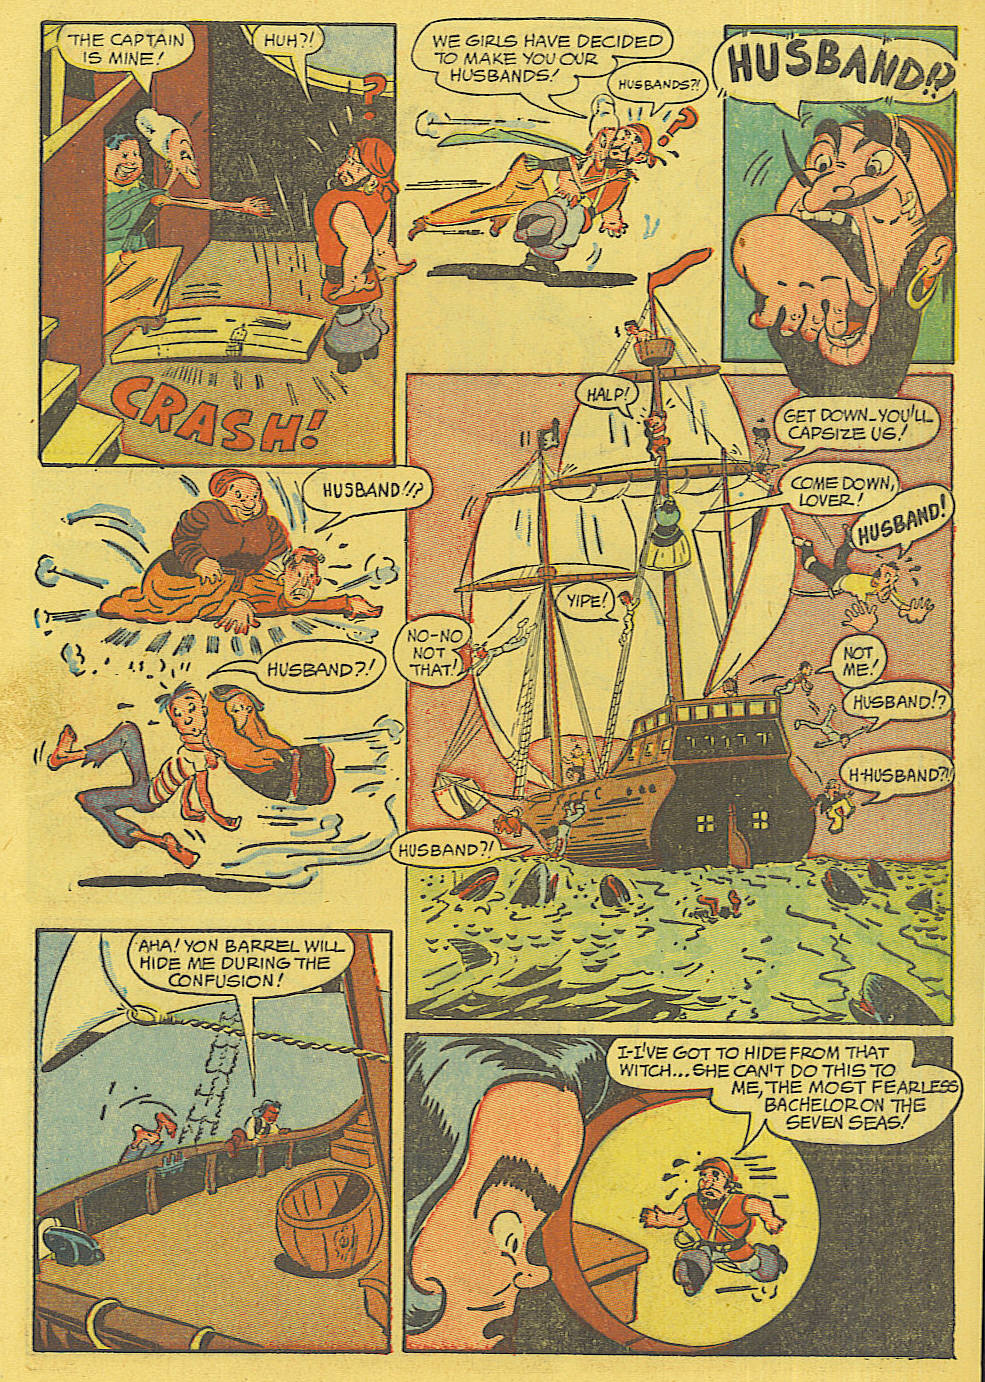 THE CAPTAIN
IS MINE!
HUH?!
?
CRASH!
WE GIRLS HAVE DECIDED
TO MAKE YOU OUR
HUSBANDS!
HUSBANDS?!
?
HUSBAND!?
HUSBAND!!?
HUSBAND?!
HALP!
GET DOWN-YOU'LL
CAPSIZE US!
COME DOWN,
LOVER!
HUSBAND!
YIPE!
NO-NO
NOT
THAT!
NOT
ME!
HUSBAND!?
H-HUSBAND?!!
HUSBAND?!
AHA! YON BARREL WILL
HIDE ME DURING THE
CONFUSION!
I-I'VE GOT TO HIDE FROM THAT
WITCH... SHE CAN'T DO THIS TO
ME, THE MOST FEARLESS
BACHELOR ON THE
SEVEN SEAS!